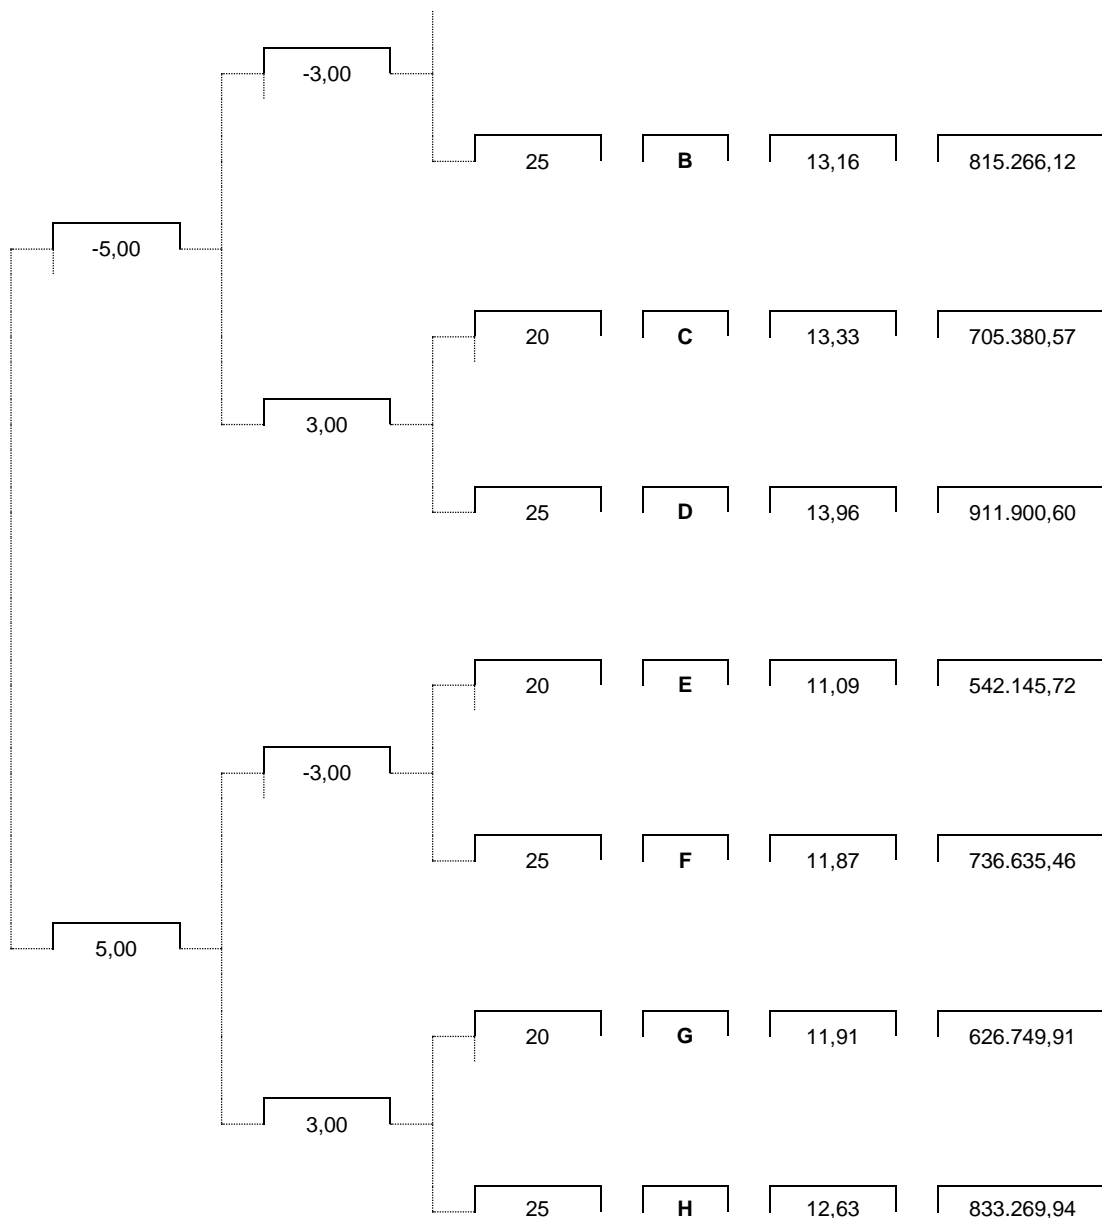 -3,00
25 B 13,16 815.266,12
-5,00
20 C 13,33 705.380,57
3,00
25 D 13,96 911.900,60
20 E 11,09 542.145,72
-3,00
25 F 11,87 736.635,46
5,00
20 G 11,91 626.749,91
3,00
25 H 12,63 833.269,94